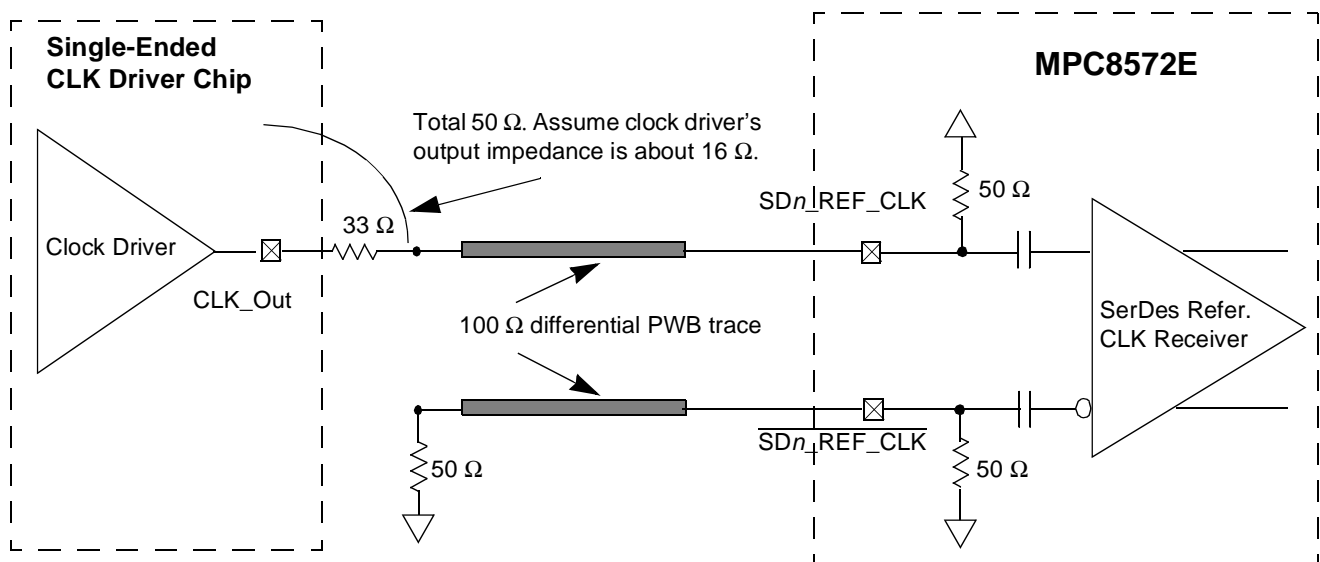 Single-Ended
CLK Driver Chip
MPC8572E
Total 50 Ω. Assume clock driver's
output impedance is about 16 Ω.
50 Ω
SDn_REF_CLK
33 Ω
Clock Driver
CLK_Out
SerDes Refer.
CLK Receiver
100 Ω differential PWB trace
SDn_REF_CLK
50 Ω
50 Ω